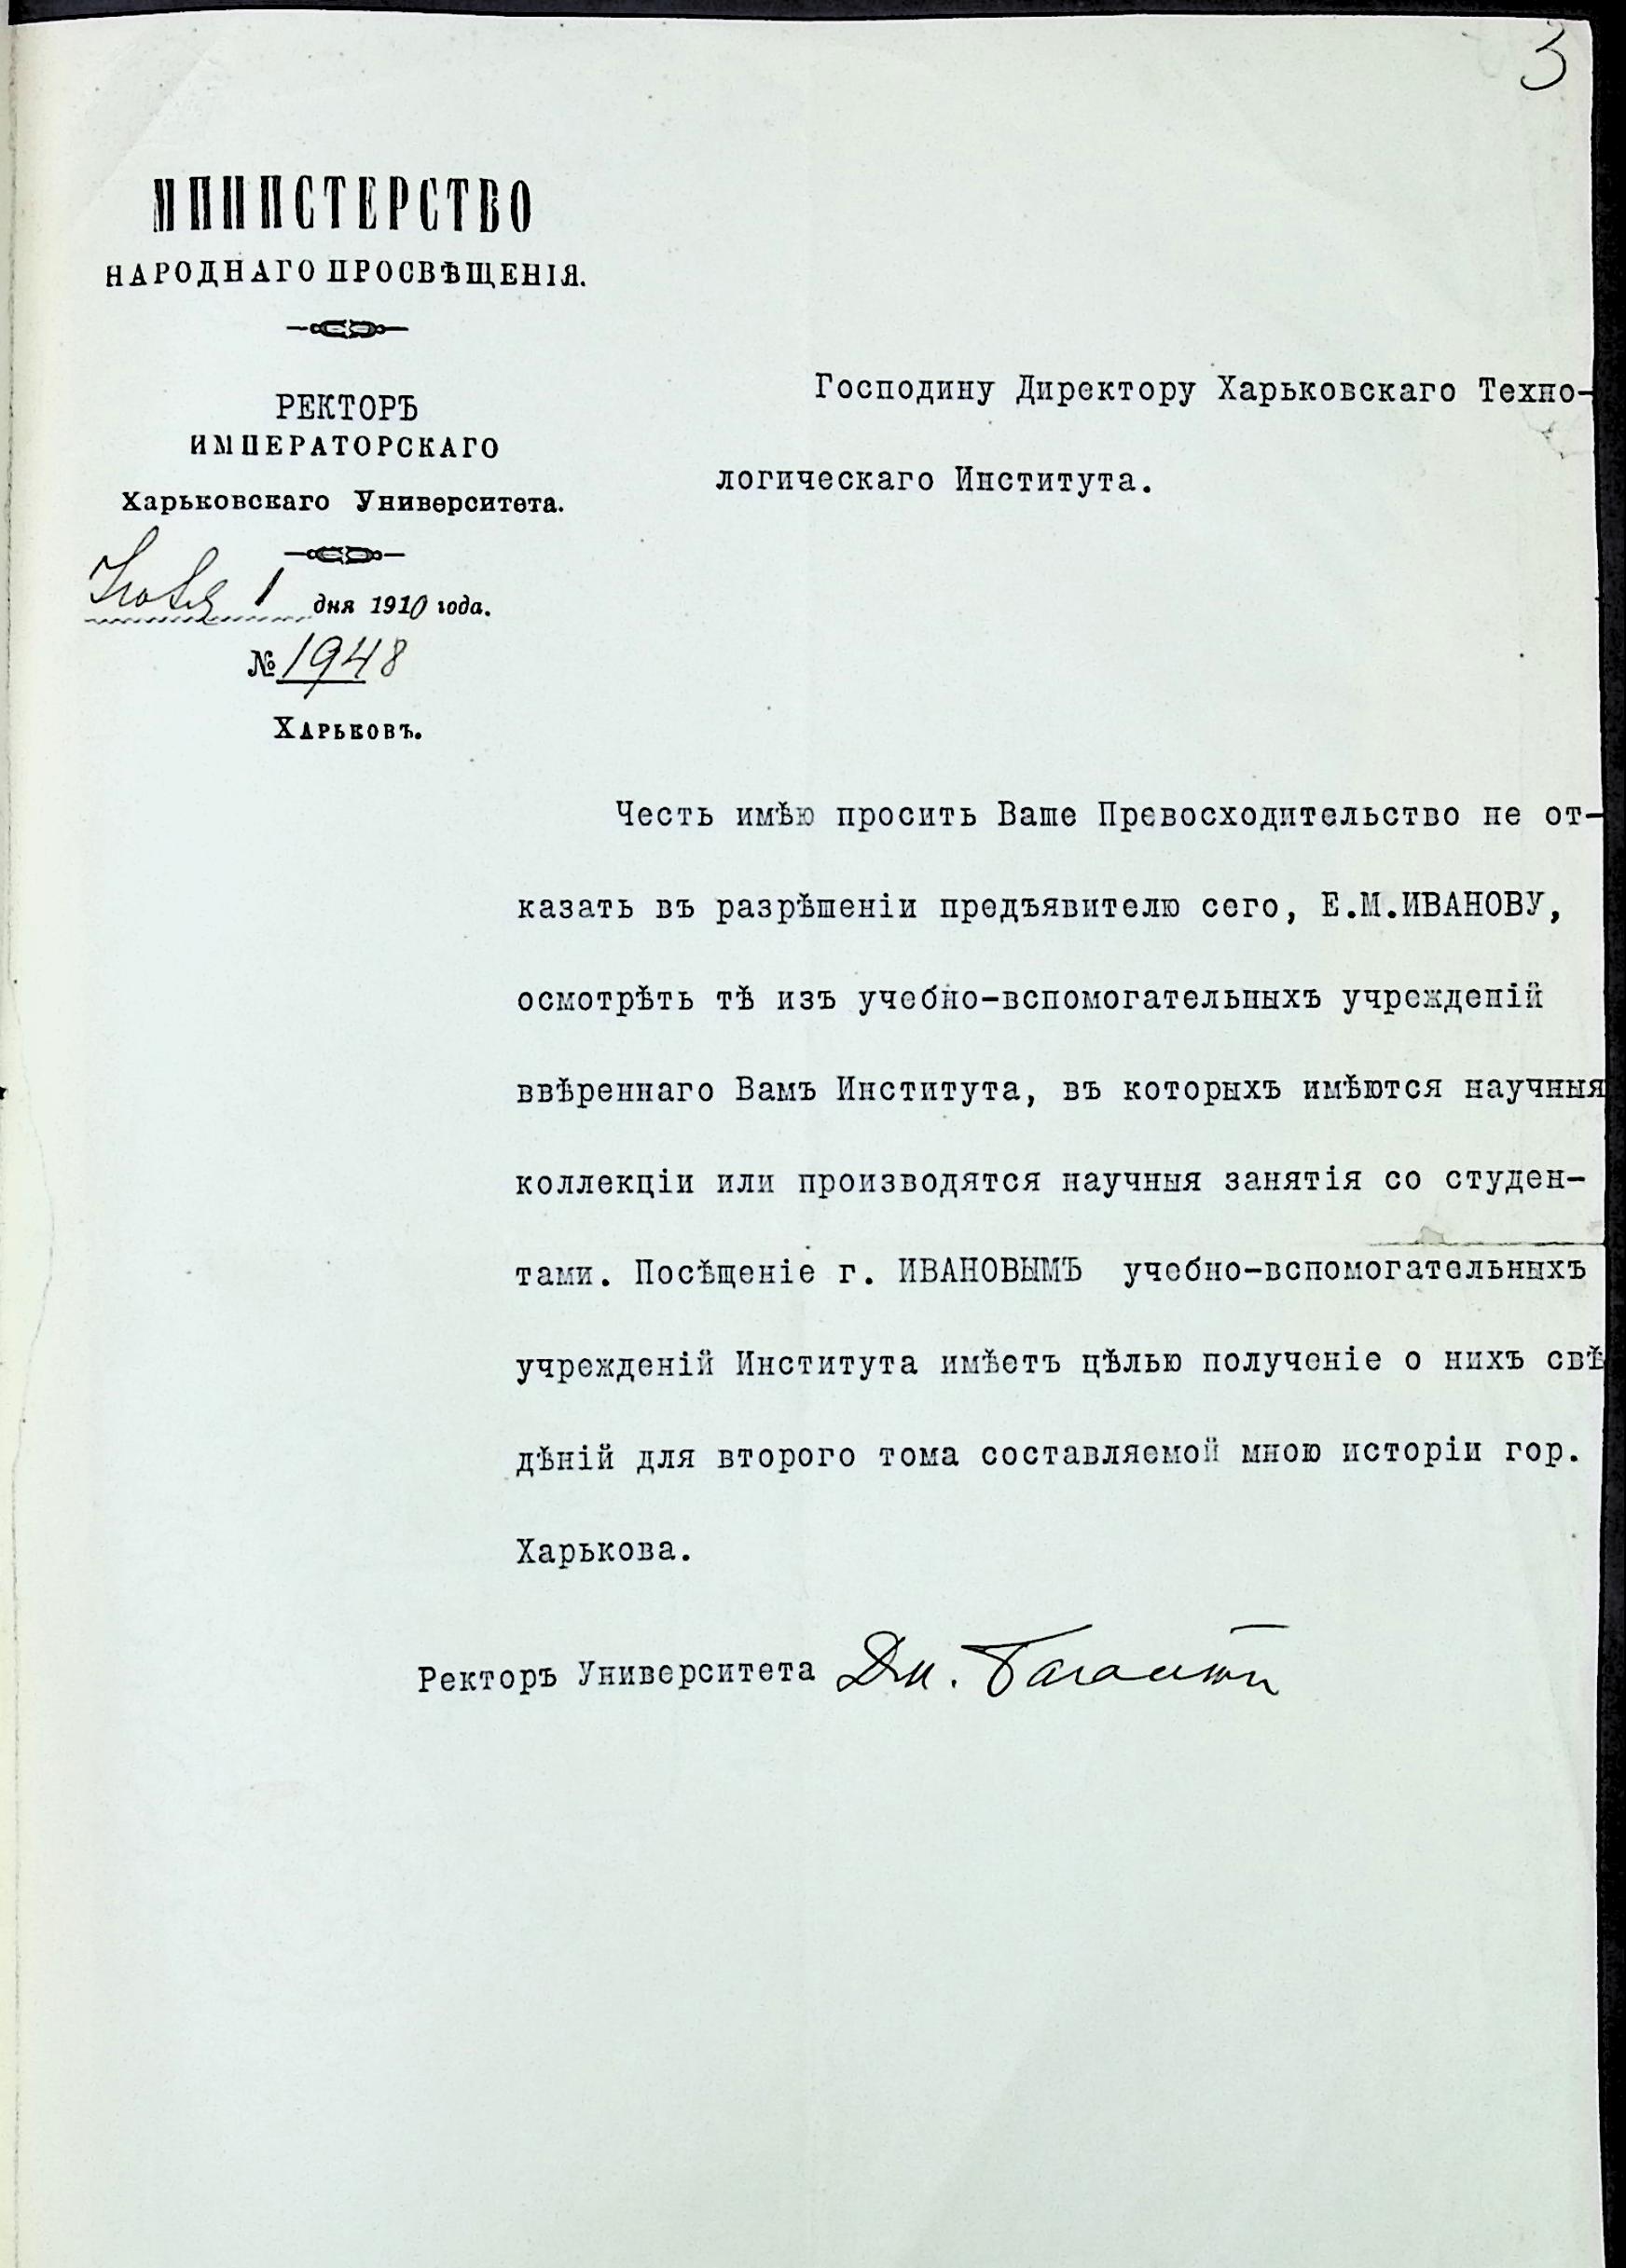 3
МИНИСТЕРСТВО
НАРОДНАГО ПРОСВѢЩЕНІЯ.
РЕКТОРЪ
ИМПЕРАТОРСКАГО
Харьковскаго Университета.
Ноября 1 дня 1910 года.
№ 1948
Харьковъ.
Господину Директору Харьковскаго Техно-
логическаго Института.
Честь имѣю просить Ваше Превосходительство не от-
казать въ разрѣшеніи предъявителю сего, Е.М.ИВАНОВУ,
осмотрѣть тѣ изъ учебно-вспомогательныхъ учрежденій
ввѣреннаго Вамъ Института, въ которыхъ имѣются научныя
коллекціи или производятся научныя занятія со студен-
тами. Посѣщеніе г. ИВАНОВЫМЪ учебно-вспомогательныхъ
учрежденій Института имѣетъ цѣлью полученіе о нихъ свѣ
дѣній для второго тома составляемой мною исторіи гор.
Харькова.
Ректоръ Университета Дм. Багалѣй